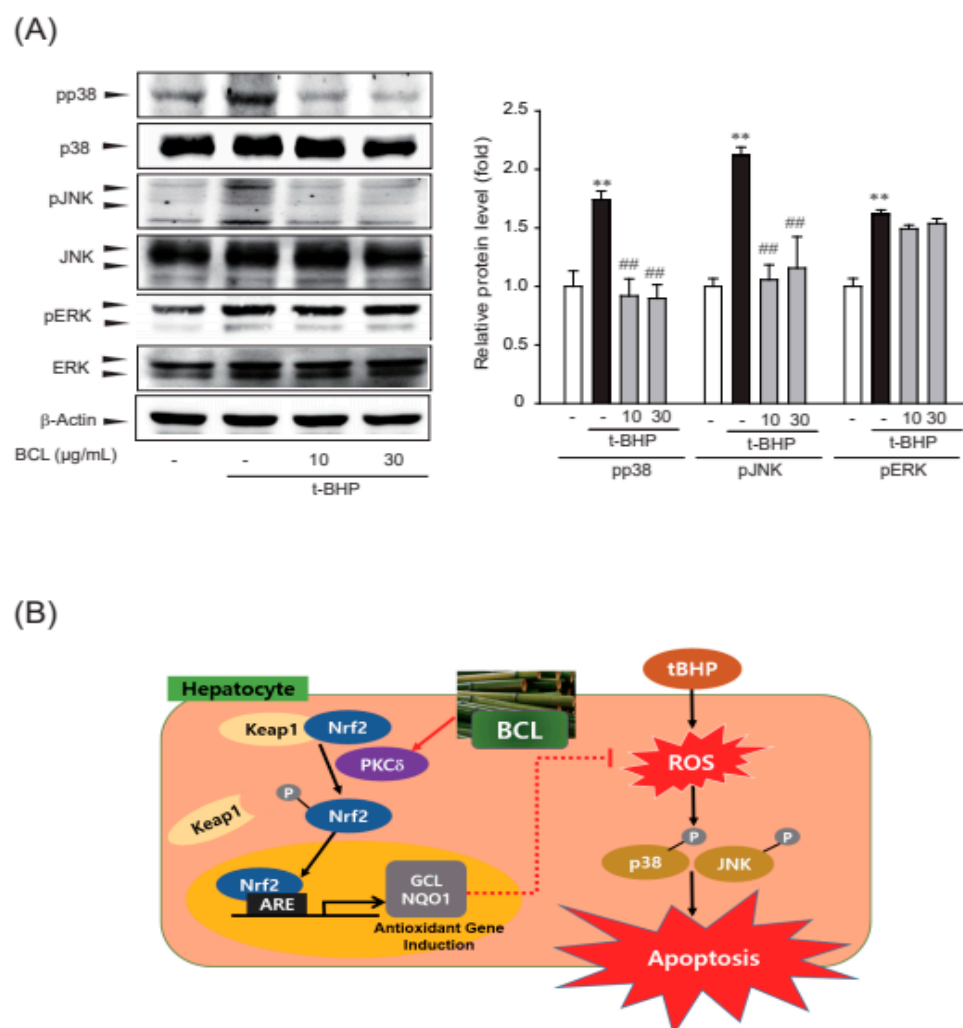 (A)
pp38
p38
pJNK
JNK
pERK
ERK
β-Actin
BCL (μg/mL) - - 10 30
t-BHP
Relative protein level (fold)
2.5
2.0
1.5
1.0
0.5
0
**
##
##
**
##
##
**
- - 10 30 - - 10 30 - - 10 30
t-BHP t-BHP t-BHP
pp38 pJNK pERK
(B)
Hepatocyte
tBHP
Keap1 Nrf2
BCL
PKCδ
ROS
P
Nrf2
Keap1
P
p38
P
JNK
Nrf2
ARE
GCL
NQO1
Antioxidant Gene
Induction
Apoptosis